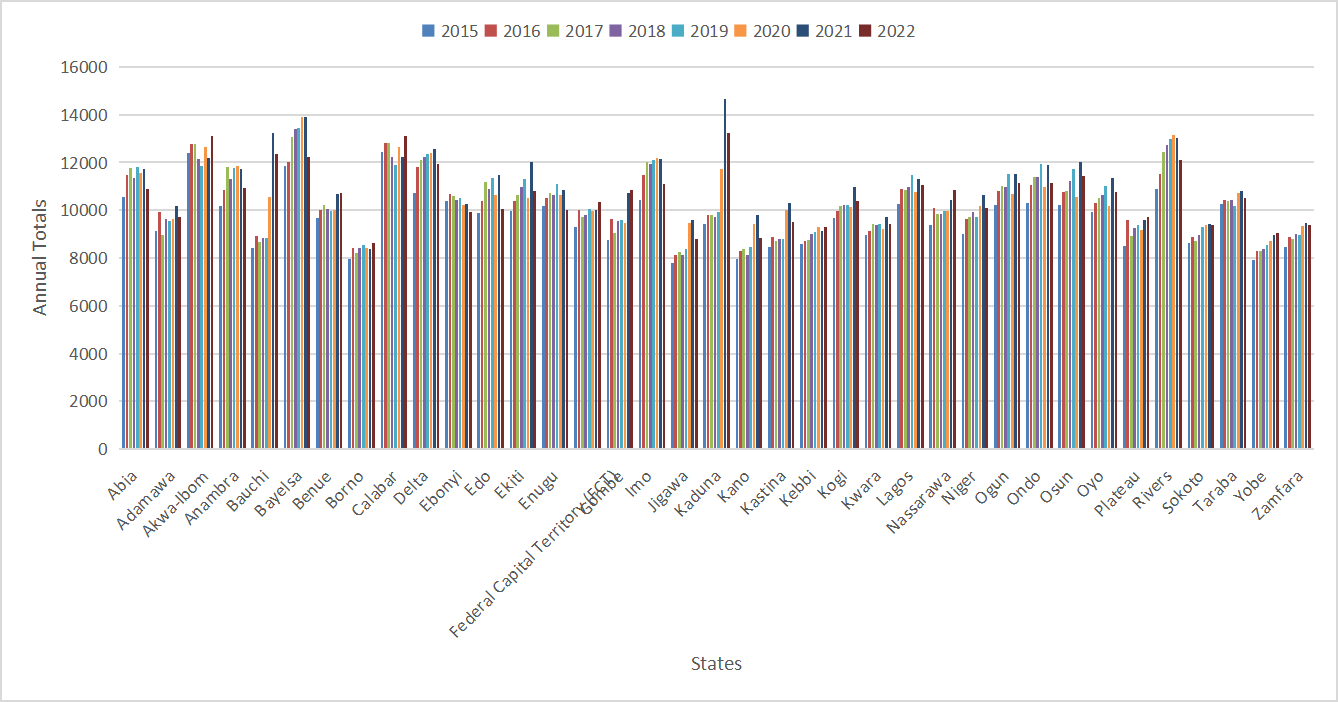 2015 2016 2017 2018 2019 2020 2021 2022
16000
14000
12000
10000
8000
6000
4000
2000
0
Annual Totals
Abia
Adamawa
Akwa-Ibom
Anambra
Bauchi
Bayelsa
Benue
Borno
Calabar
Delta
Ebonyi
Edo
Ekiti
Enugu
Federal Capital Territory (FCT)
Gombe
Imo
Jigawa
Kaduna
Kano
Kastina
Kebbi
Kogi
Kwara
Lagos
Nassarawa
Niger
Ogun
Ondo
Osun
Oyo
Plateau
Rivers
Sokoto
Taraba
Yobe
Zamfara
States